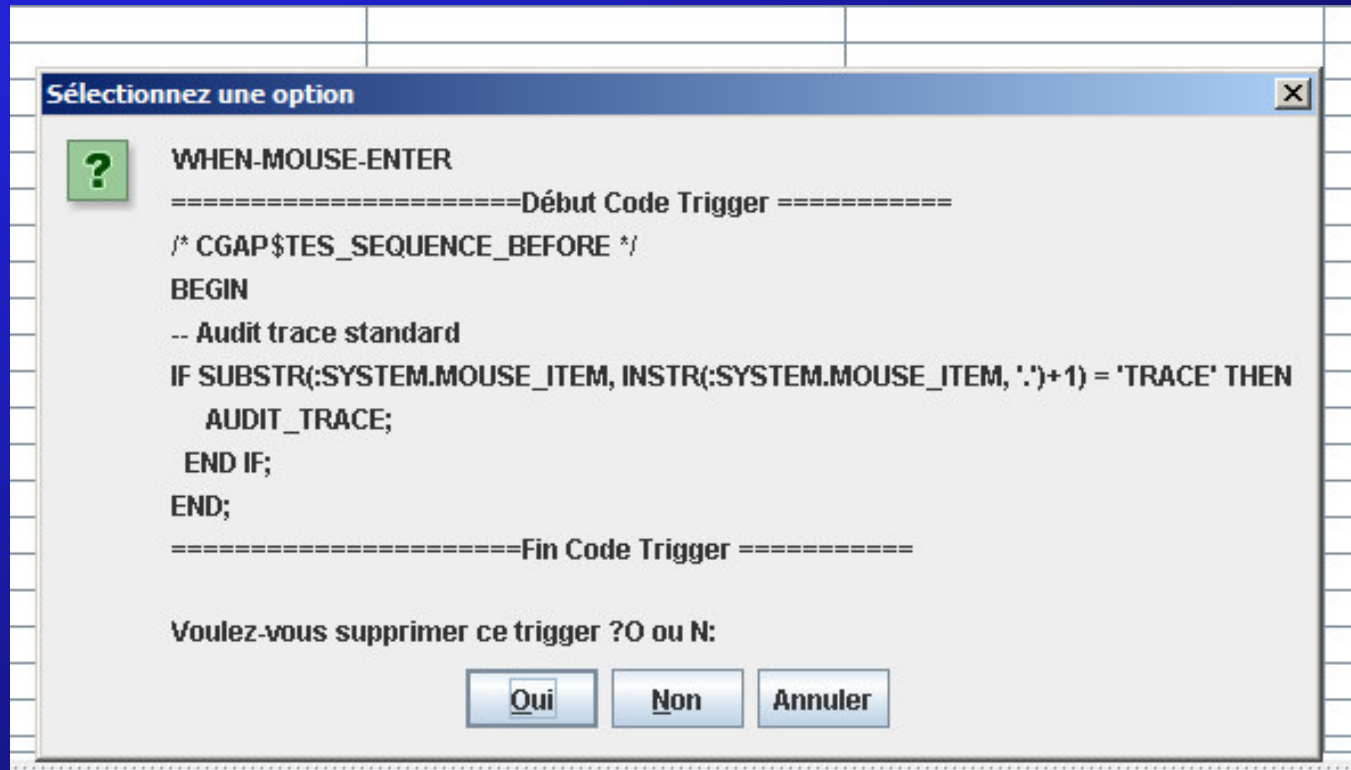 Sélectionnez une option
?
WHEN-MOUSE-ENTER
======================Début Code Trigger ===========
/* CGAP$TES_SEQUENCE_BEFORE */
BEGIN
-- Audit trace standard
IF SUBSTR(:SYSTEM.MOUSE_ITEM, INSTR(:SYSTEM.MOUSE_ITEM, '.')+1) = 'TRACE' THEN
AUDIT_TRACE;
END IF;
END;
======================Fin Code Trigger ===========
Voulez-vous supprimer ce trigger ?O ou N:
Oui Non Annuler